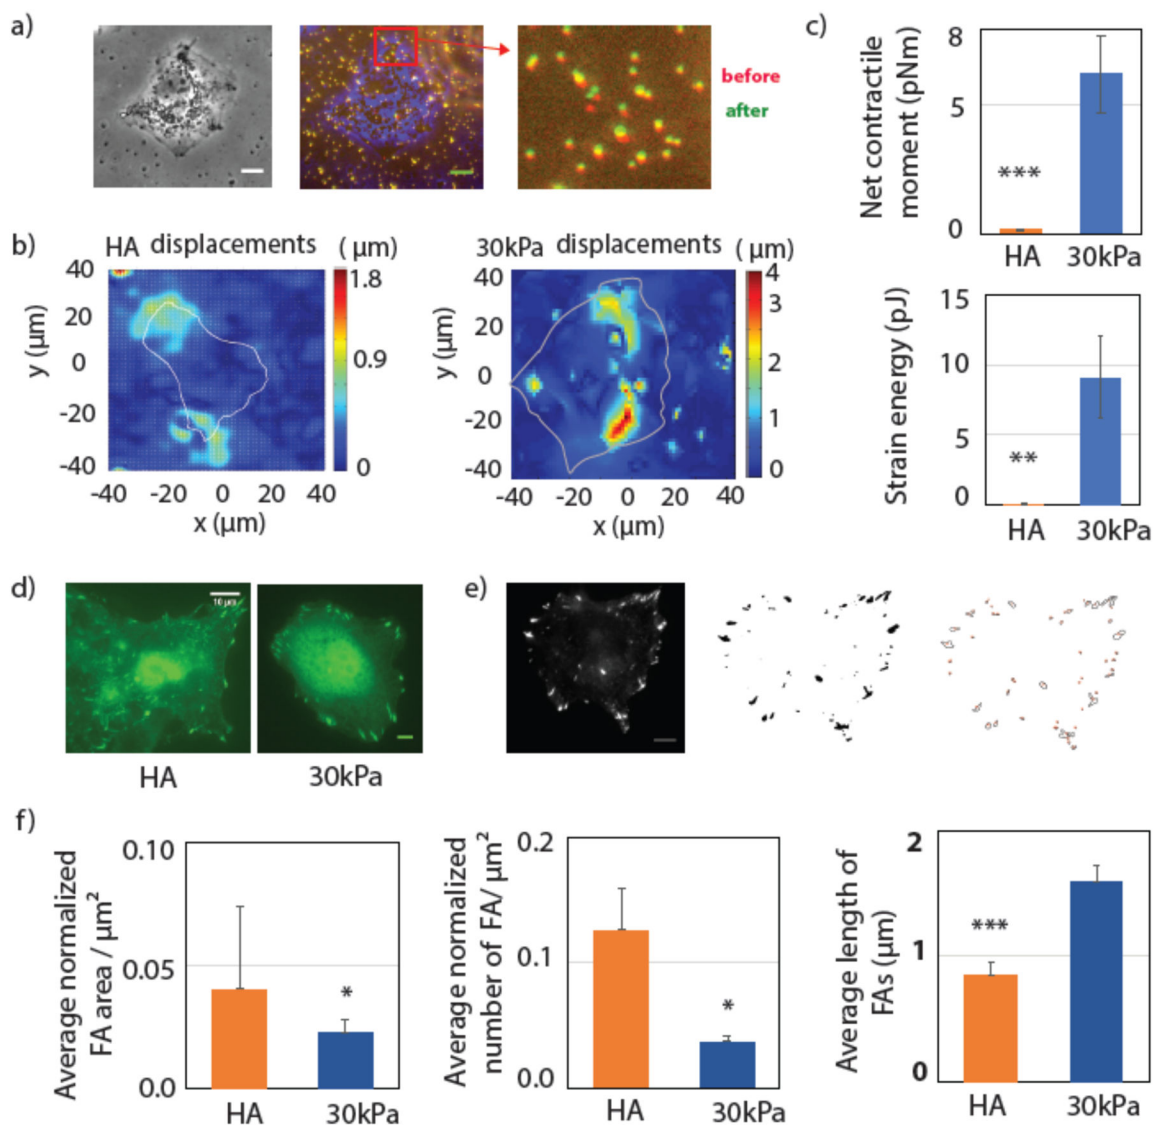 a)
before
after
c)
Net contractile
moment (pNm)
8
5
0
***
HA
30kPa
b)
HA displacements (μm)
y (μm)
40
20
0
-20
-40
-40 -20 0 20 40
x (μm)
1.8
0.9
0
30kPa displacements (μm)
y (μm)
40
20
0
-20
-40
-40 -20 0 20 40
x (μm)
4
3
2
1
0
Strain energy (pJ)
15
10
5
0
**
HA
30kPa
d)
10 μm
HA
30kPa
e)
f)
Average normalized
FA area / μm²
0.10
0.05
0.0
*
HA
30kPa
Average normalized
number of FA/ μm²
0.2
0.1
0.0
*
HA
30kPa
Average length of
FAs (μm)
2
1
0
***
HA
30kPa